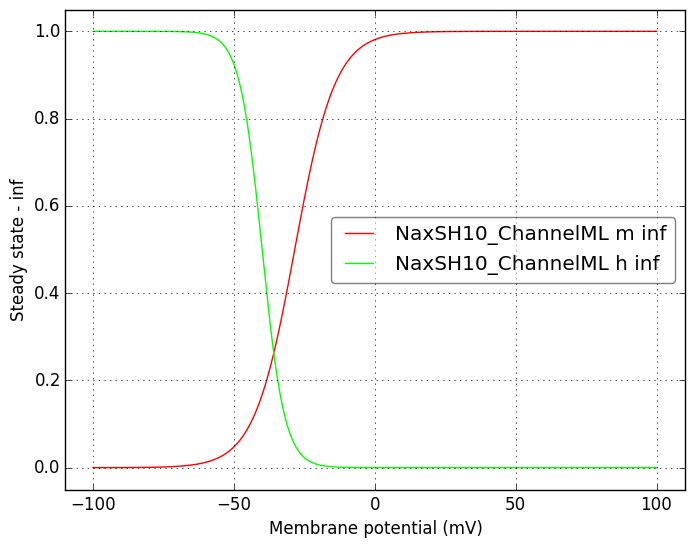 1.0
0.8
0.6
0.4
0.2
0.0
Steady state - inf
NaxSH10_ChannelML m inf
NaxSH10_ChannelML h inf
−100 −50 0 50 100
Membrane potential (mV)